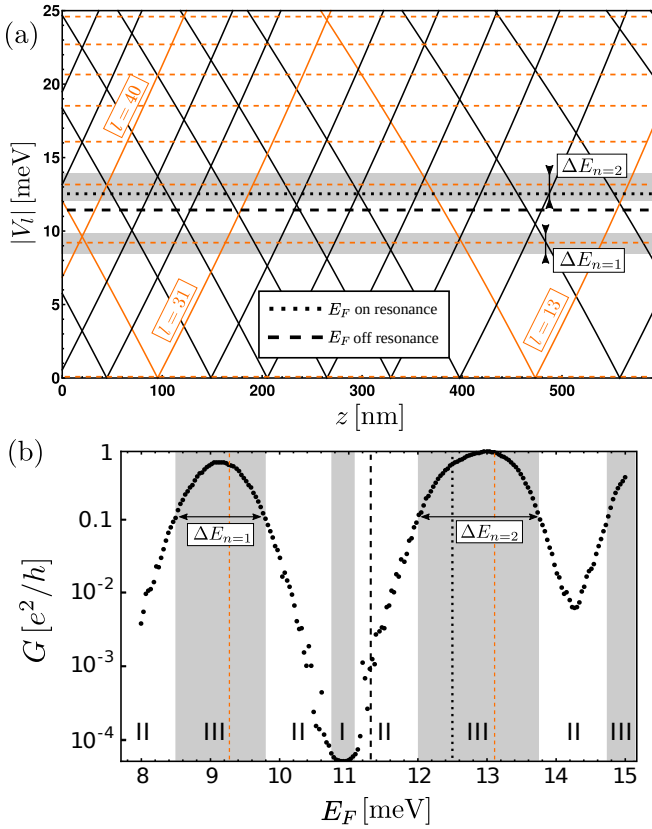 (a)
25
20
15
10
5
0
|V_l| [meV]
l = 40
l = 31
l = 13
ΔE_{n=2}
ΔE_{n=1}
E_F on resonance
E_F off resonance
0 100 200 300 400 500
z [nm]
(b)
1
0.1
10^{-2}
10^{-3}
10^{-4}
G [e^2/h]
ΔE_{n=1}
ΔE_{n=2}
II III II I II III II III
8 9 10 11 12 13 14 15
E_F [meV]